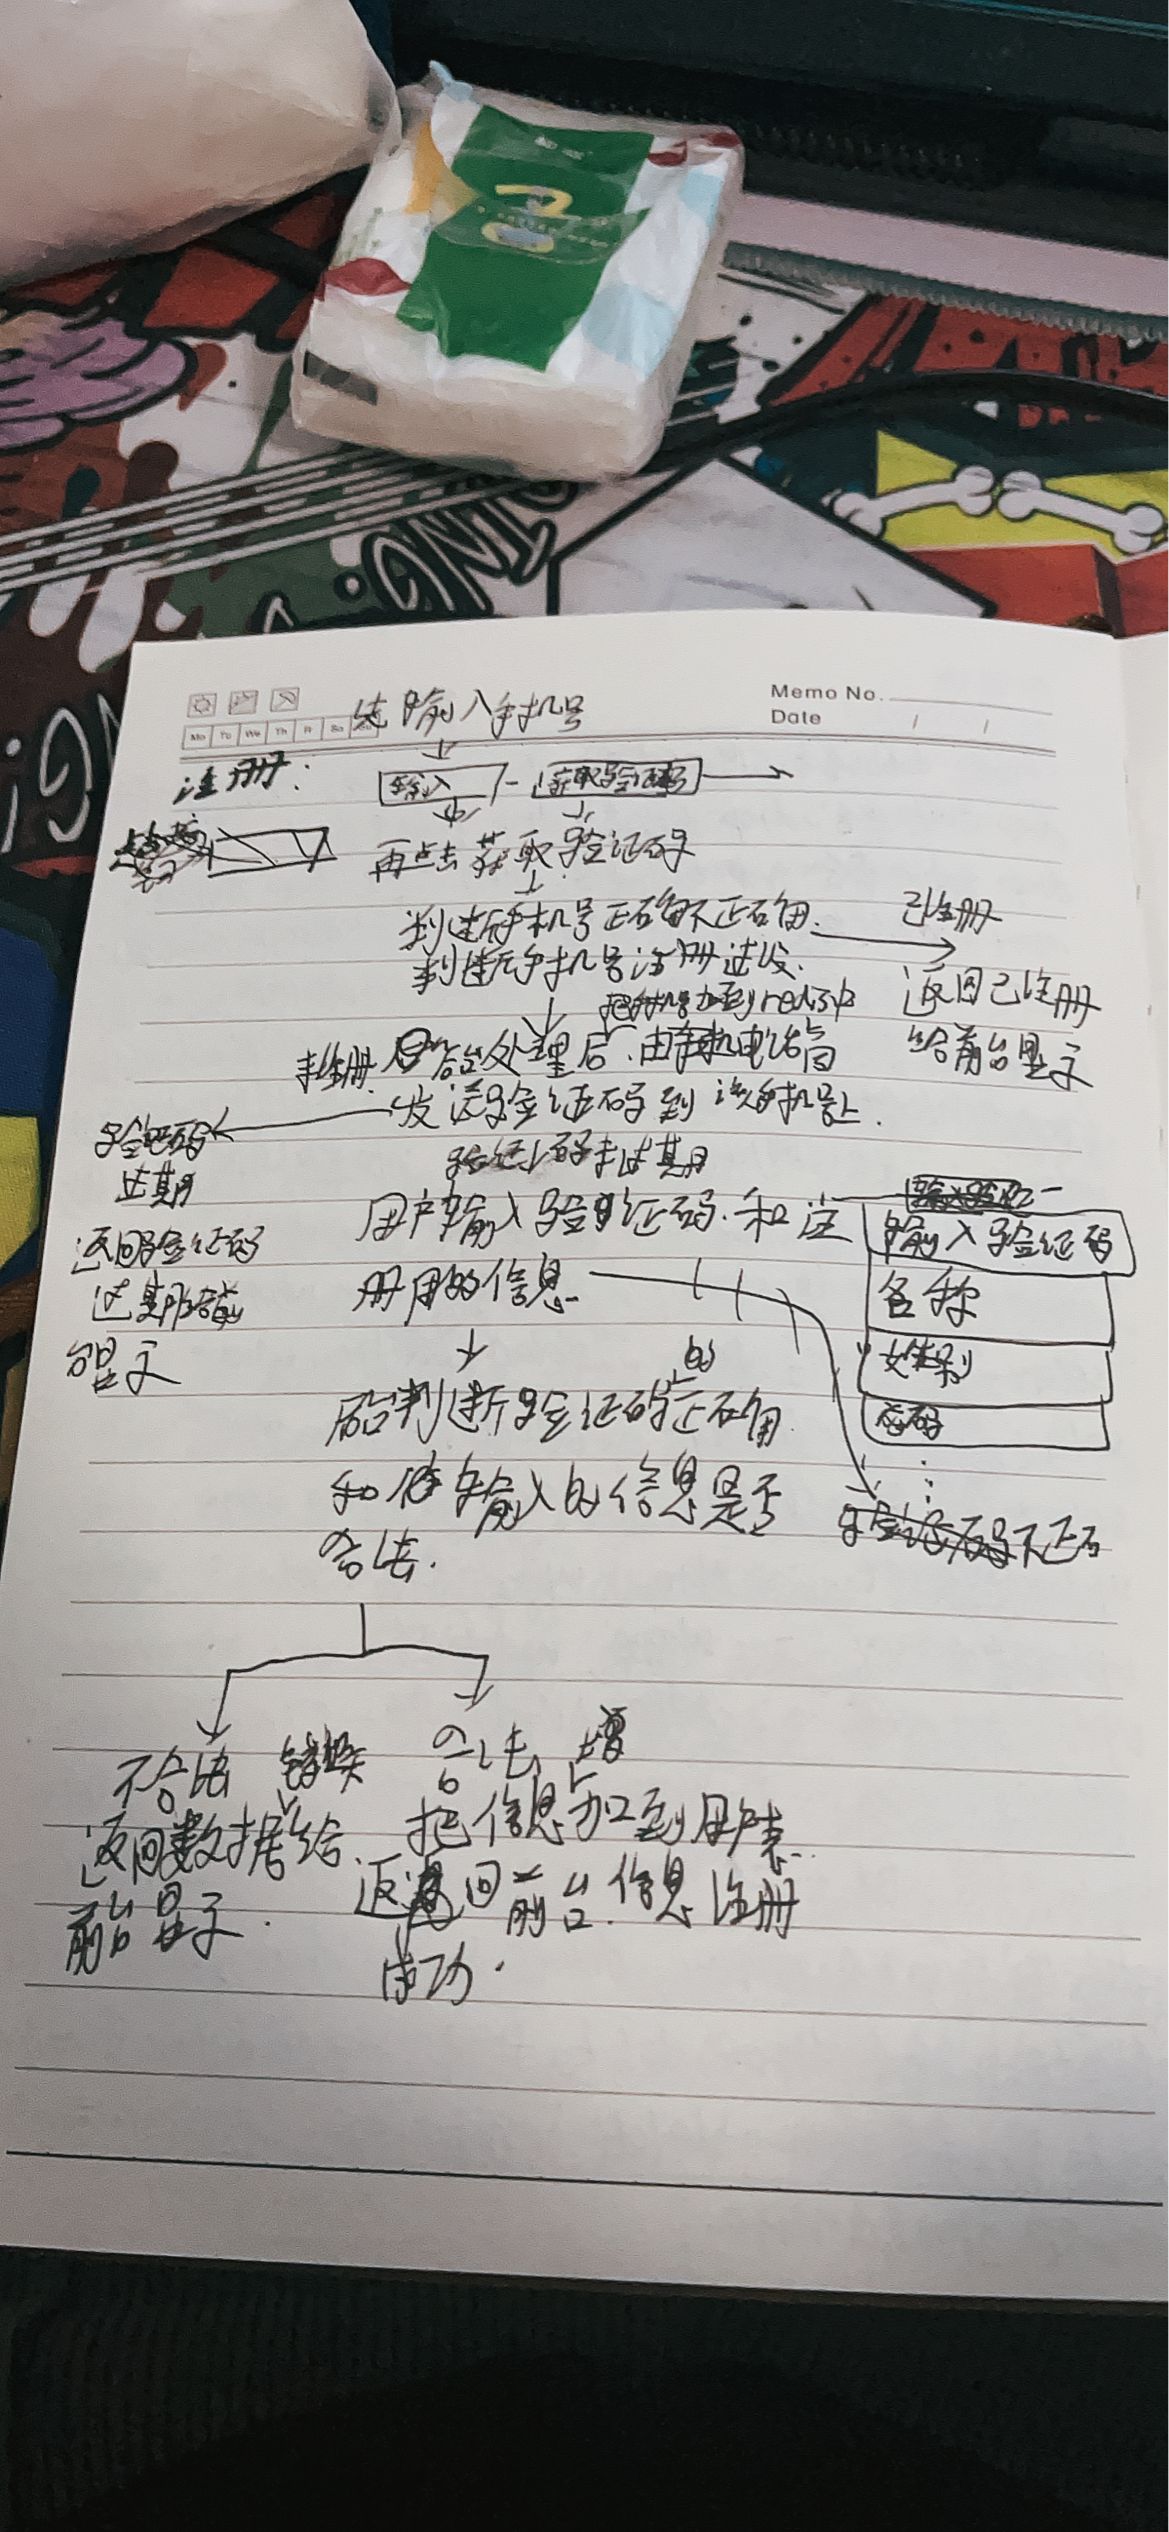 Memo No.
Date
Mo Tu We Th Fr Sa
先输入手机号
注册:
输入
获取验证码
再点击获取验证码
判断手机号正确不正确.
已注册
判断手机号注册过没.
返回已注册
给前台显示
把手机号加到redis中
未注册
后台处理后.由手机电话
发送验证码到该手机号上.
验证码
过期
验证码未过期
返回验证码
过期给前
台显示
用户输入验证码.和注
册用的信息
输入验证码
名称
性别
密码
后台判断验证码的正确
和 输入的信息是否
合法.
验证码不正确
不合法 错误
返回数据给
前台显示.
合法, 增
把信息加到用户表.
返回前台.信息注册
成功.